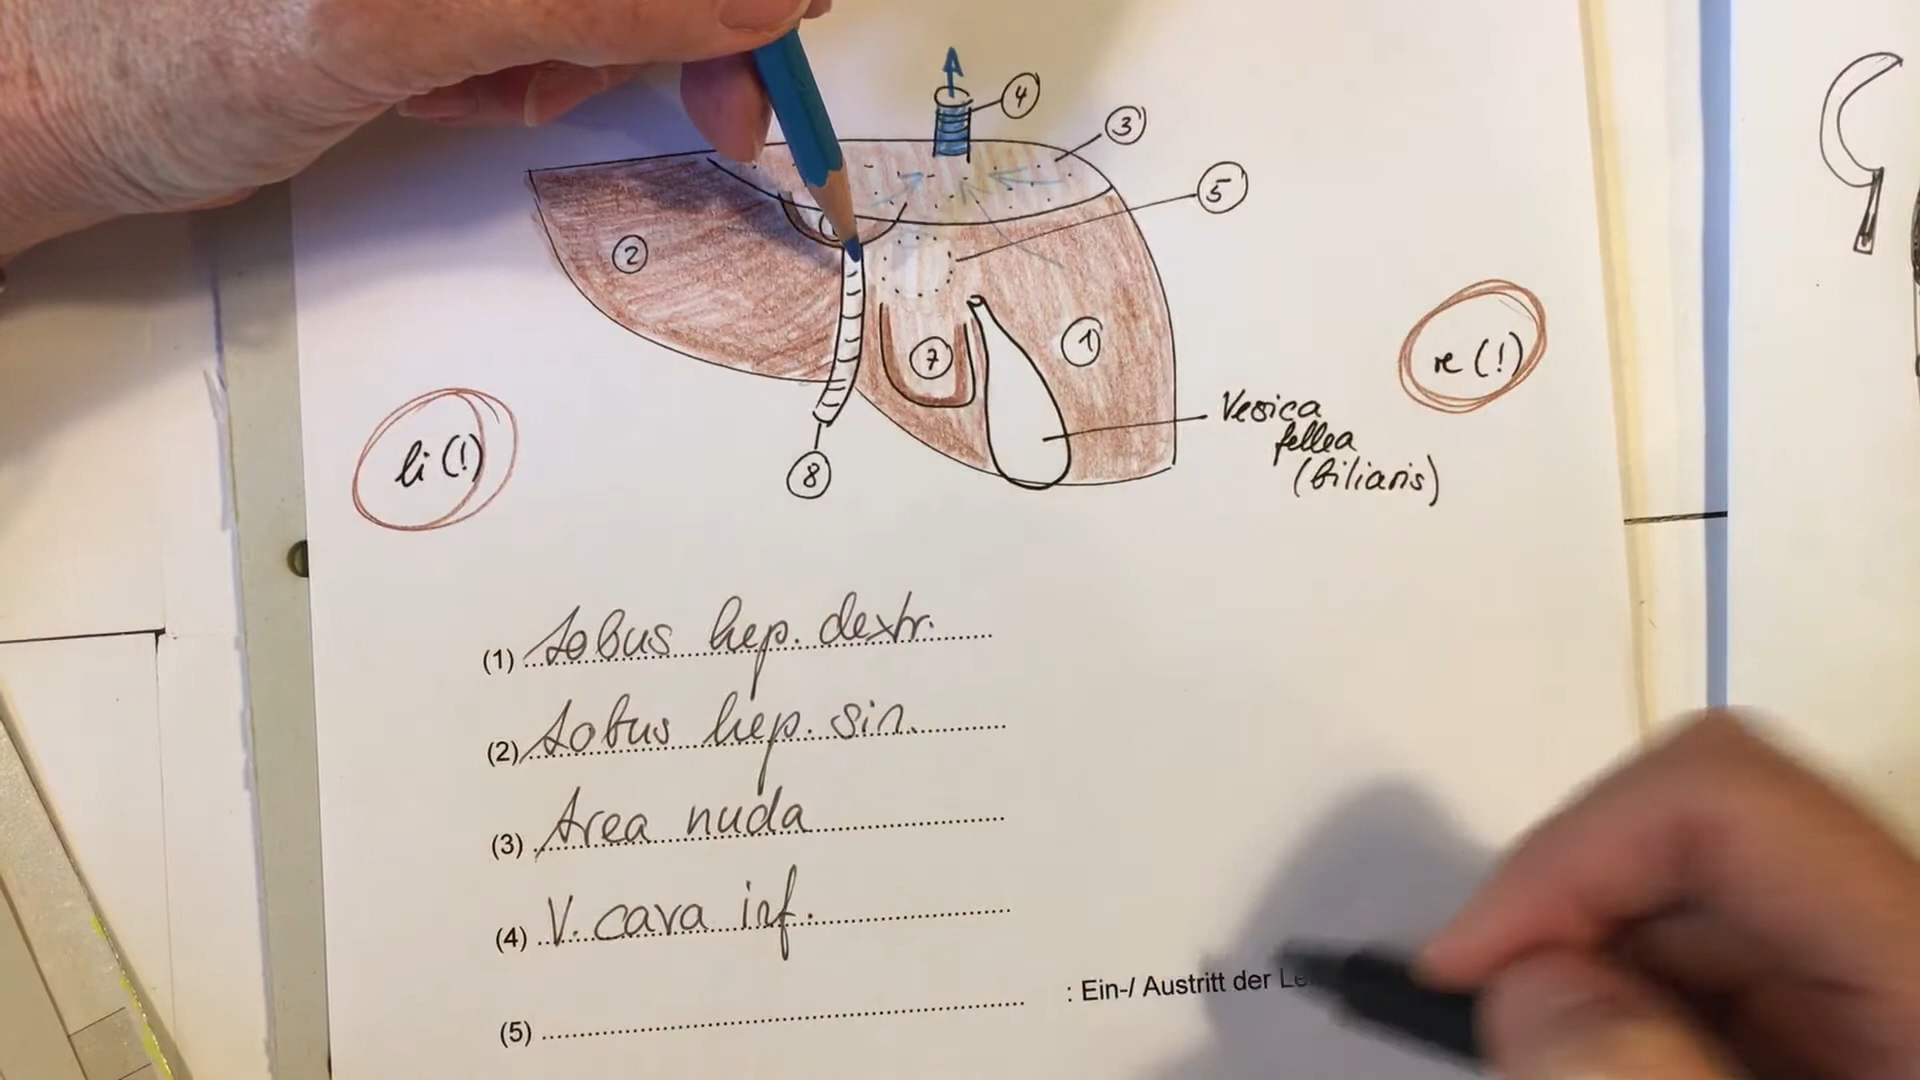 4
3
5
2
7
1
8
li (!)
re (!)
Vesica
fellea
(biliaris)
(1) Lobus hep. dextr.
(2) Lobus hep. sin.
(3) Area nuda
(4) V. cava inf.
(5) : Ein-/ Austritt der